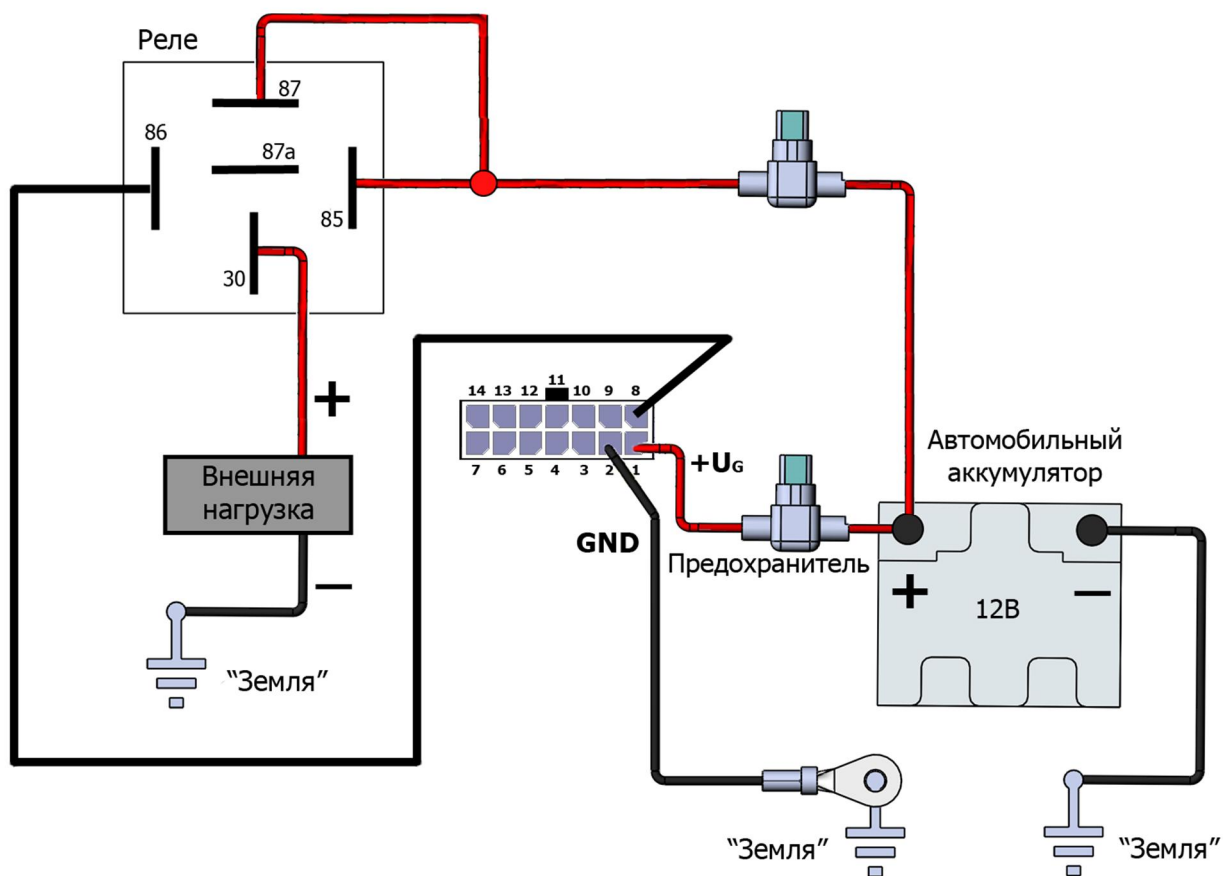 Реле
87
86
87a
85
30
+
Внешняя
нагрузка
−
"Земля"
11
14 13 12 10 9 8
7 6 5 4 3 2 1
+UG
GND
Предохранитель
Автомобильный
аккумулятор
+
−
12В
"Земля"
"Земля"